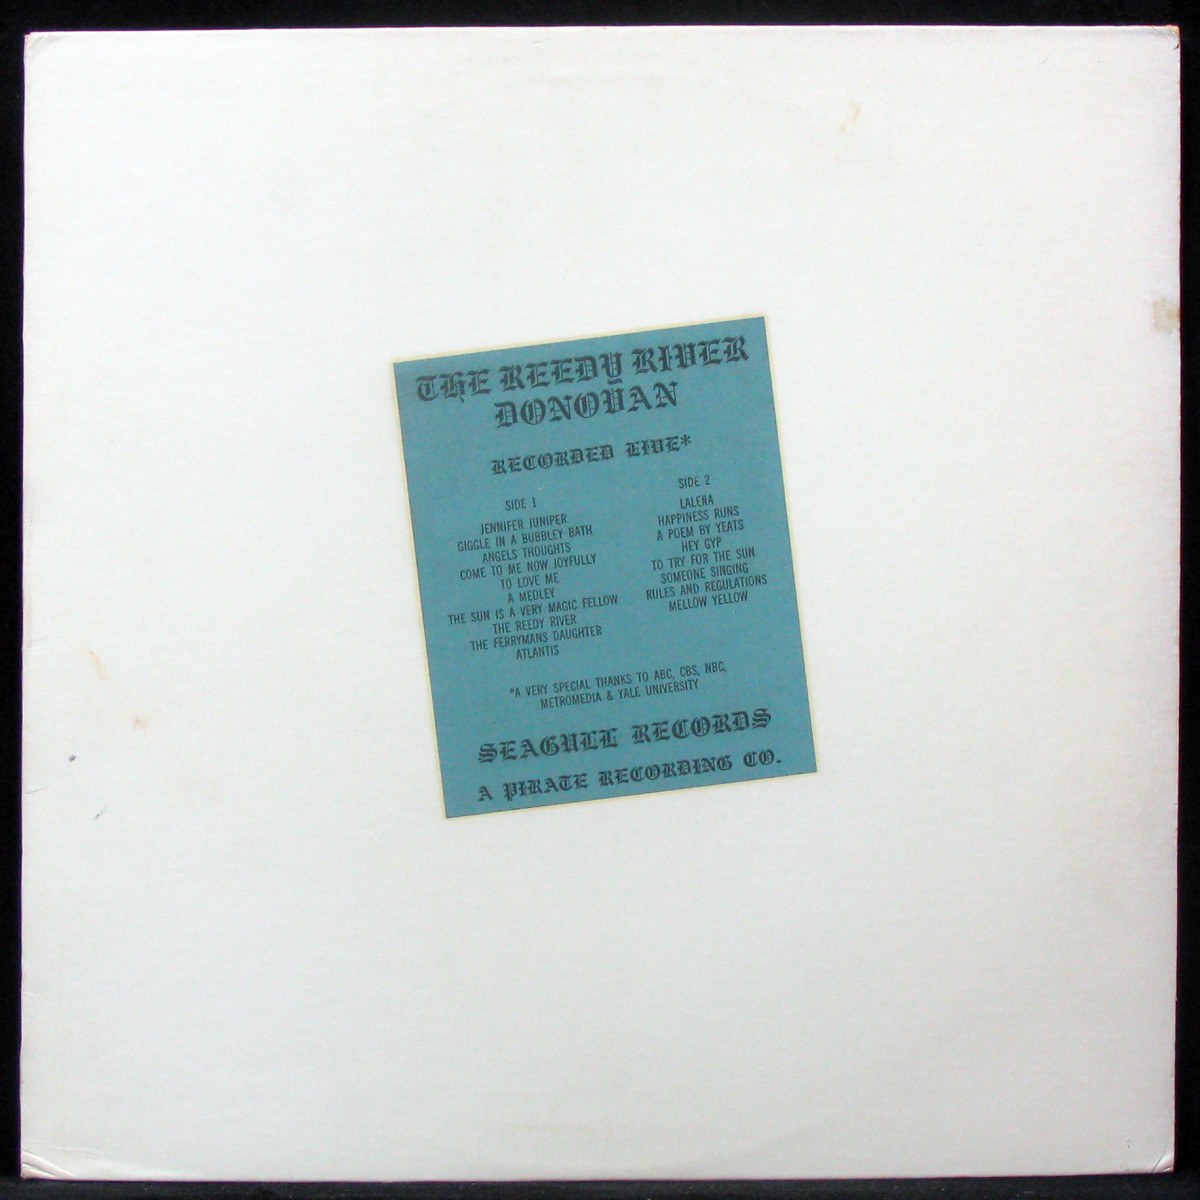 THE REEDY RIVER
DONOVAN
RECORDED LIVE*
SIDE 1
JENNIFER JUNIPER
GIGGLE IN A BUBBLEY BATH
ANGELS THOUGHTS
COME TO ME NOW JOYFULLY
TO LOVE ME
A MEDLEY
THE SUN IS A VERY MAGIC FELLOW
THE REEDY RIVER
THE FERRYMANS DAUGHTER
ATLANTIS
SIDE 2
LALENA
HAPPINESS RUNS
A POEM BY YEATS
HEY GYP
TO TRY FOR THE SUN
SOMEONE SINGING
RULES AND REGULATIONS
MELLOW YELLOW
*A VERY SPECIAL THANKS TO ABC, CBS, NBC,
METROMEDIA & YALE UNIVERSITY
SEAGULL RECORDS
A PIRATE RECORDING CO.